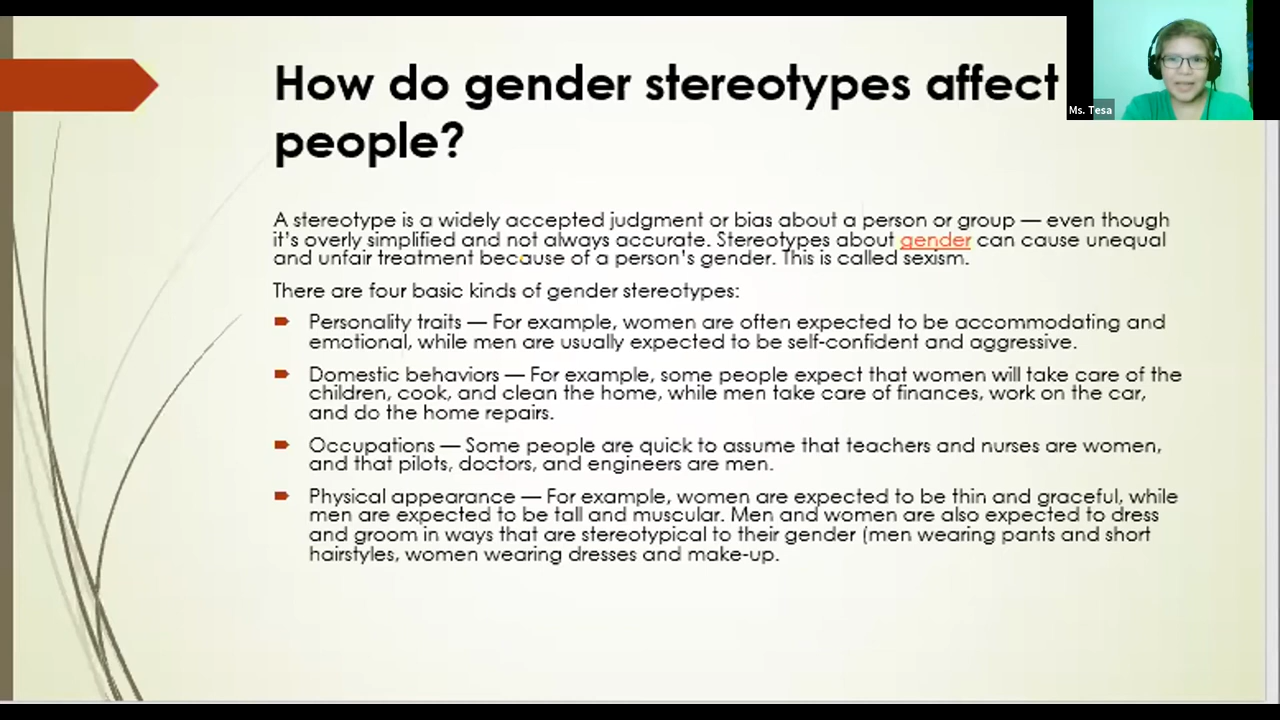 How do gender stereotypes affect
people?
Ms. Tesa
A stereotype is a widely accepted judgment or bias about a person or group — even though
it's overly simplified and not always accurate. Stereotypes about gender can cause unequal
and unfair treatment because of a person's gender. This is called sexism.
There are four basic kinds of gender stereotypes:
Personality traits — For example, women are often expected to be accommodating and
emotional, while men are usually expected to be self-confident and aggressive.
Domestic behaviors — For example, some people expect that women will take care of the
children, cook, and clean the home, while men take care of finances, work on the car,
and do the home repairs.
Occupations — Some people are quick to assume that teachers and nurses are women,
and that pilots, doctors, and engineers are men.
Physical appearance — For example, women are expected to be thin and graceful, while
men are expected to be tall and muscular. Men and women are also expected to dress
and groom in ways that are stereotypical to their gender (men wearing pants and short
hairstyles, women wearing dresses and make-up.